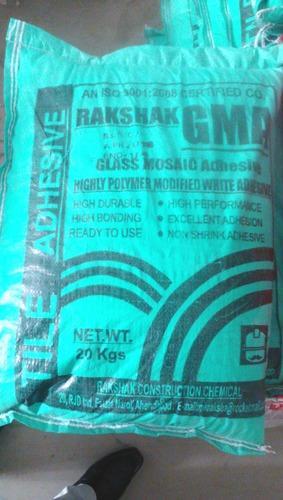 AN ISO 9001:2008 CERTIFIED CO.
RAKSHAK
GMA
GLASS MOSAIC Adhesive
HIGHLY POLYMER MODIFIED WHITE ADHESIVE
HIGH DURABLE
• HIGH PERFORMANCE
HIGH BONDING
• EXCELLENT ADHESION
READY TO USE
• NON SHRINK ADHESIVE
TILE ADHESIVE
NET.WT.
20 Kgs
RAKSHAK CONSTRUCTION CHEMICAL
Narol,